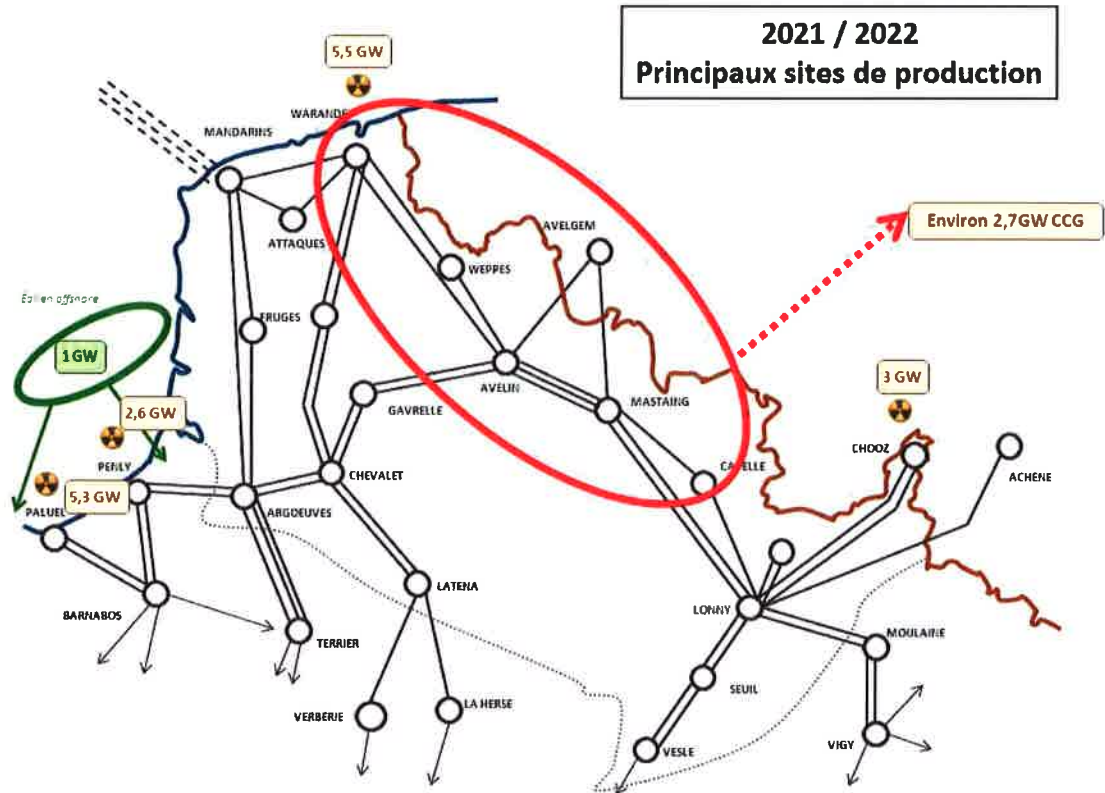 2021 / 2022
Principaux sites de production
5,5 GW
WARANDE
MANDARINS
ATTAQUES
AVELGEM
WEPPES
Environ 2,7GW CCG
Eolien offshore
1 GW
FRUGES
AVELIN
MASTAING
GAVRELLE
3 GW
2,6 GW
PENLY
CHOOZ
ACHENE
CHEVALET
5,3 GW
PALUEL
ARGOEUVES
LATENA
LONNY
BARNABOS
TERRIER
MOULAINE
SEUIL
VERBERIE
LA HERSE
VESLE
VIGY